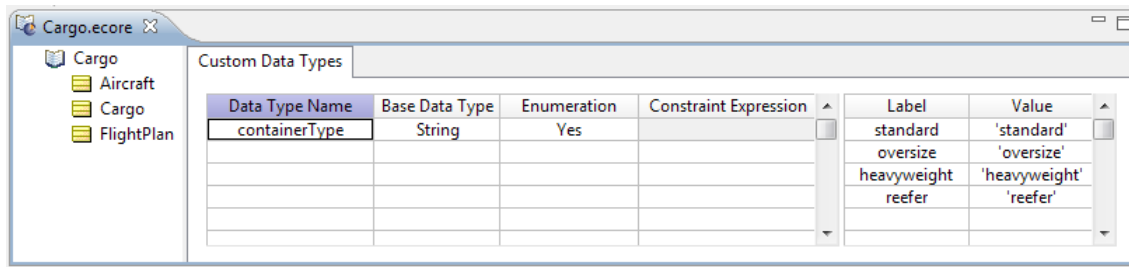 Cargo.ecore
Cargo
Aircraft
Cargo
FlightPlan
Custom Data Types
Data Type Name Base Data Type Enumeration Constraint Expression
containerType String Yes
Label Value
standard 'standard'
oversize 'oversize'
heavyweight 'heavyweight'
reefer 'reefer'